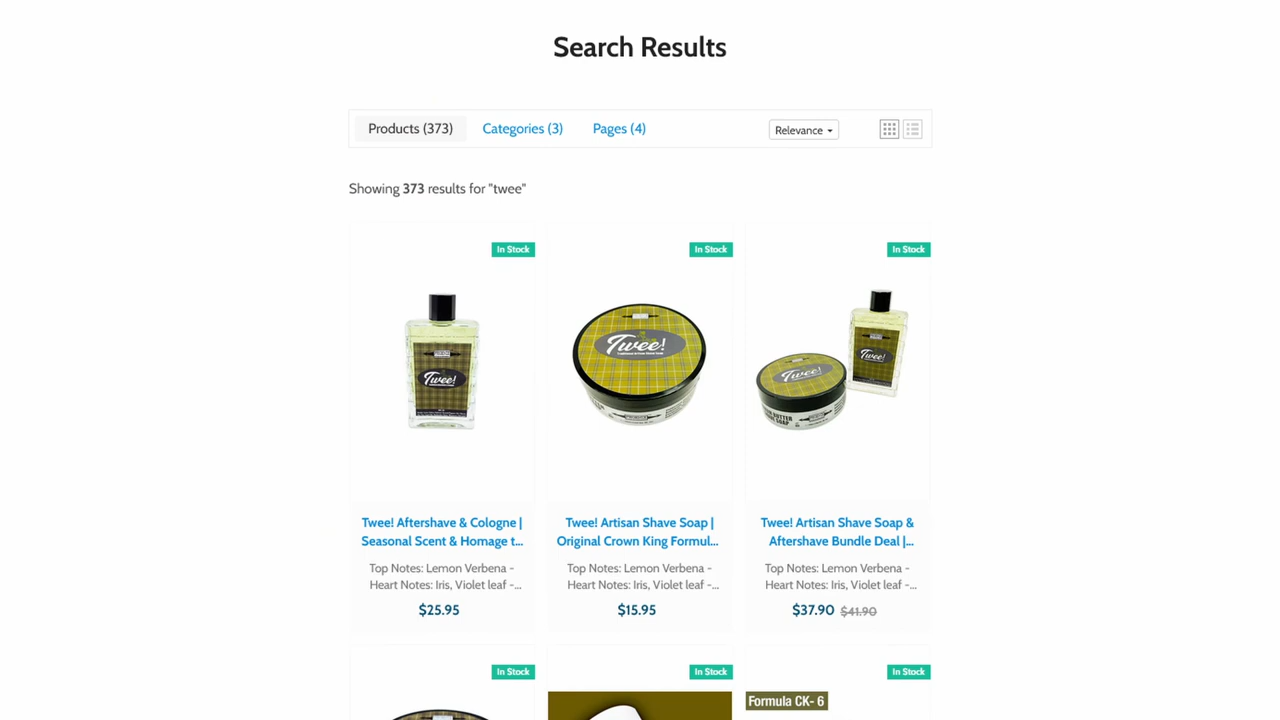 Search Results
Products (373)
Categories (3)
Pages (4)
Relevance
Showing 373 results for "twee"
In Stock
In Stock
In Stock
Twee!
Twee!
Twee!
Twee!
Twee! Aftershave & Cologne |
Seasonal Scent & Homage t...
Top Notes: Lemon Verbena -
Heart Notes: Iris, Violet leaf -...
$25.95
Twee! Artisan Shave Soap |
Original Crown King Formul...
Top Notes: Lemon Verbena -
Heart Notes: Iris, Violet leaf -...
$15.95
Twee! Artisan Shave Soap &
Aftershave Bundle Deal |...
Top Notes: Lemon Verbena -
Heart Notes: Iris, Violet leaf -...
$37.90 $41.90
In Stock
In Stock
In Stock
Formula CK- 6